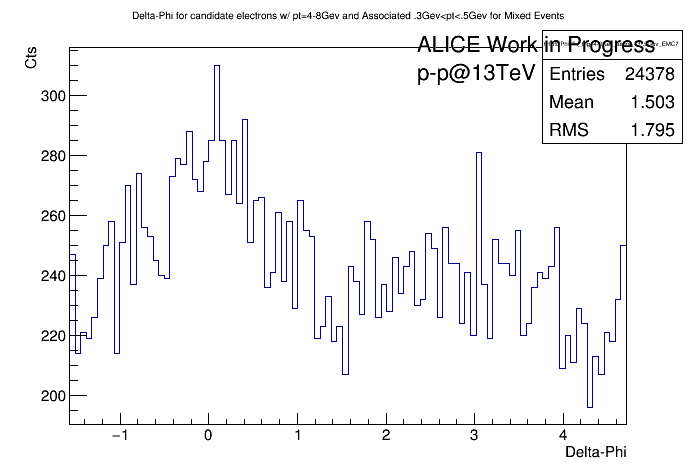 Delta-Phi for candidate electrons w/ pt=4-8Gev and Associated .3Gev<pt<.5Gev for Mixed Events
Cts
ALICE Work in Progress
p-p@13TeV
Entries 24378
Mean 1.503
RMS 1.795
300
280
260
240
220
200
−1 0 1 2 3 4
Delta-Phi